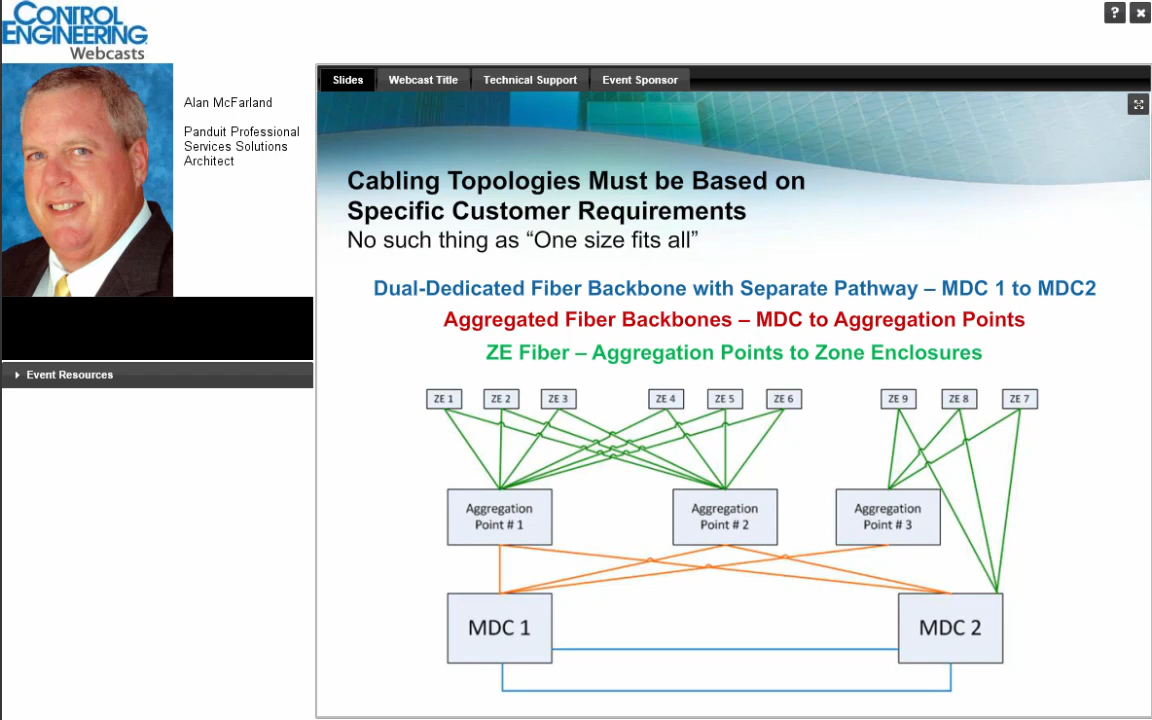 CONTROL
ENGINEERING
Webcasts
?
Alan McFarland
Panduit Professional
Services Solutions
Architect
Event Resources
Slides
Webcast Title
Technical Support
Event Sponsor
Cabling Topologies Must be Based on
Specific Customer Requirements
No such thing as “One size fits all”
Dual-Dedicated Fiber Backbone with Separate Pathway – MDC 1 to MDC2
Aggregated Fiber Backbones – MDC to Aggregation Points
ZE Fiber – Aggregation Points to Zone Enclosures
ZE 1
ZE 2
ZE 3
ZE 4
ZE 5
ZE 6
ZE 9
ZE 8
ZE 7
Aggregation
Point # 1
Aggregation
Point # 2
Aggregation
Point # 3
MDC 1
MDC 2